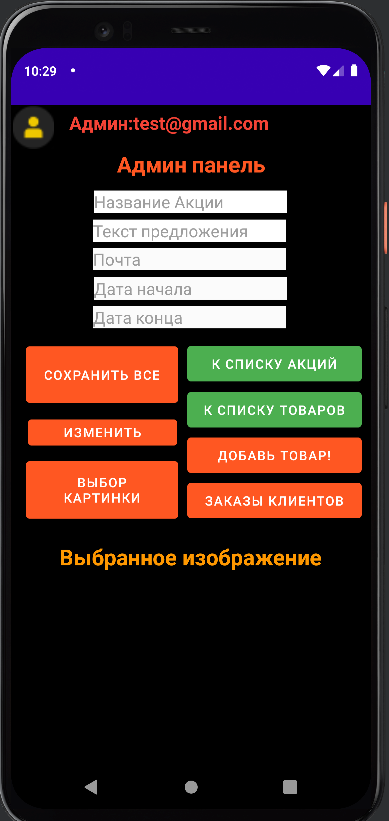 10:29
Админ:test@gmail.com
Админ панель
Название Акции
Текст предложения
Почта
Дата начала
Дата конца
СОХРАНИТЬ ВСЕ
ИЗМЕНИТЬ
ВЫБОР
КАРТИНКИ
К СПИСКУ АКЦИЙ
К СПИСКУ ТОВАРОВ
ДОБАВЬ ТОВАР!
ЗАКАЗЫ КЛИЕНТОВ
Выбранное изображение